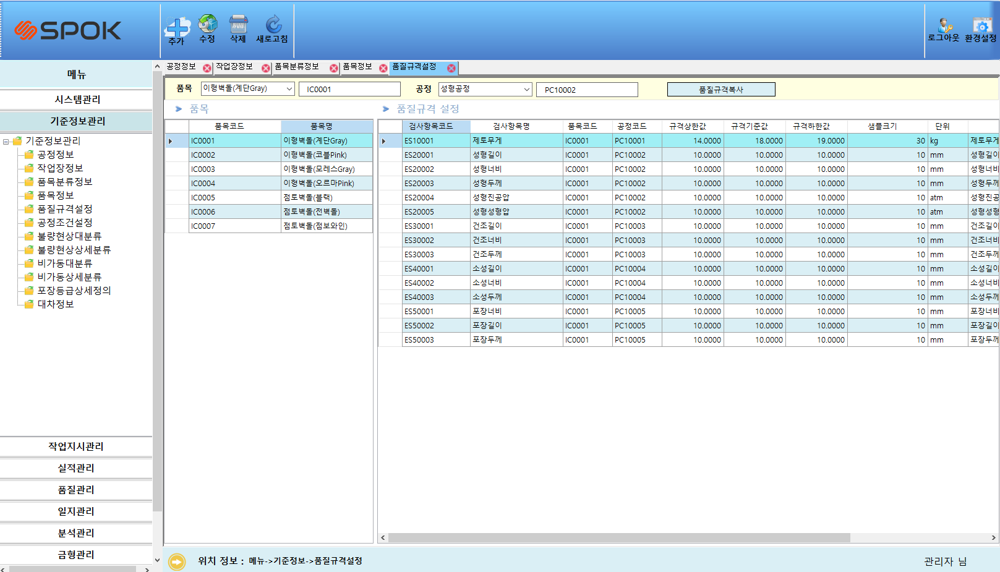 SPOK
추가
수정
삭제
새로고침
로그아웃
환경설정
메뉴
시스템관리
기준정보관리
기준정보관리
공정정보
작업장정보
품목분류정보
품목정보
품질규격설정
공정조건설정
불량현상대분류
불량현상상세분류
비가동대분류
비가동상세분류
포장등급상세정의
대차정보
작업지시관리
실적관리
품질관리
일지관리
분석관리
금형관리
공정정보 작업장정보 품목분류정보 품목정보 품질규격설정
품목 이형벽돌(계단Gray) IC0001 공정 성형공정 PC10002 품질규격복사
품목
품목코드 품목명
IC0001 이형벽돌(계단Gray)
IC0002 이형벽돌(코블Pink)
IC0003 이형벽돌(모레스Gray)
IC0004 이형벽돌(오르마Pink)
IC0005 점토벽돌(블랙)
IC0006 점토벽돌(전벽돌)
IC0007 점토벽돌(점보와인)
품질규격 설정
검사항목코드 검사항목명 품목코드 공정코드 규격상한값 규격기준값 규격하한값 샘플크기 단위
ES10001 제토무게 IC0001 PC10001 14.0000 18.0000 19.0000 30 kg 제토무게
ES20001 성형길이 IC0001 PC10002 10.0000 10.0000 10.0000 10 mm 성형길이
ES20002 성형너비 IC0001 PC10002 10.0000 10.0000 10.0000 10 mm 성형너비
ES20003 성형두께 IC0001 PC10002 10.0000 10.0000 10.0000 10 mm 성형두께
ES20004 성형진공압 IC0001 PC10002 10.0000 10.0000 10.0000 10 atm 성형진공
ES20005 성형성형압 IC0001 PC10002 10.0000 10.0000 10.0000 10 atm 성형성형
ES30001 건조길이 IC0001 PC10003 10.0000 10.0000 10.0000 10 mm 건조길이
ES30002 건조너비 IC0001 PC10003 10.0000 10.0000 10.0000 10 mm 건조너비
ES30003 건조두께 IC0001 PC10003 10.0000 10.0000 10.0000 10 mm 건조두께
ES40001 소성길이 IC0001 PC10004 10.0000 10.0000 10.0000 10 mm 소성길이
ES40002 소성너비 IC0001 PC10004 10.0000 10.0000 10.0000 10 mm 소성너비
ES40003 소성두께 IC0001 PC10004 10.0000 10.0000 10.0000 10 mm 소성두께
ES50001 포장너비 IC0001 PC10005 10.0000 10.0000 10.0000 10 mm 포장너비
ES50002 포장길이 IC0001 PC10005 10.0000 10.0000 10.0000 10 mm 포장길이
ES50003 포장두께 IC0001 PC10005 10.0000 10.0000 10.0000 10 mm 포장두께
위치 정보 : 메뉴->기준정보->품질규격설정
관리자 님